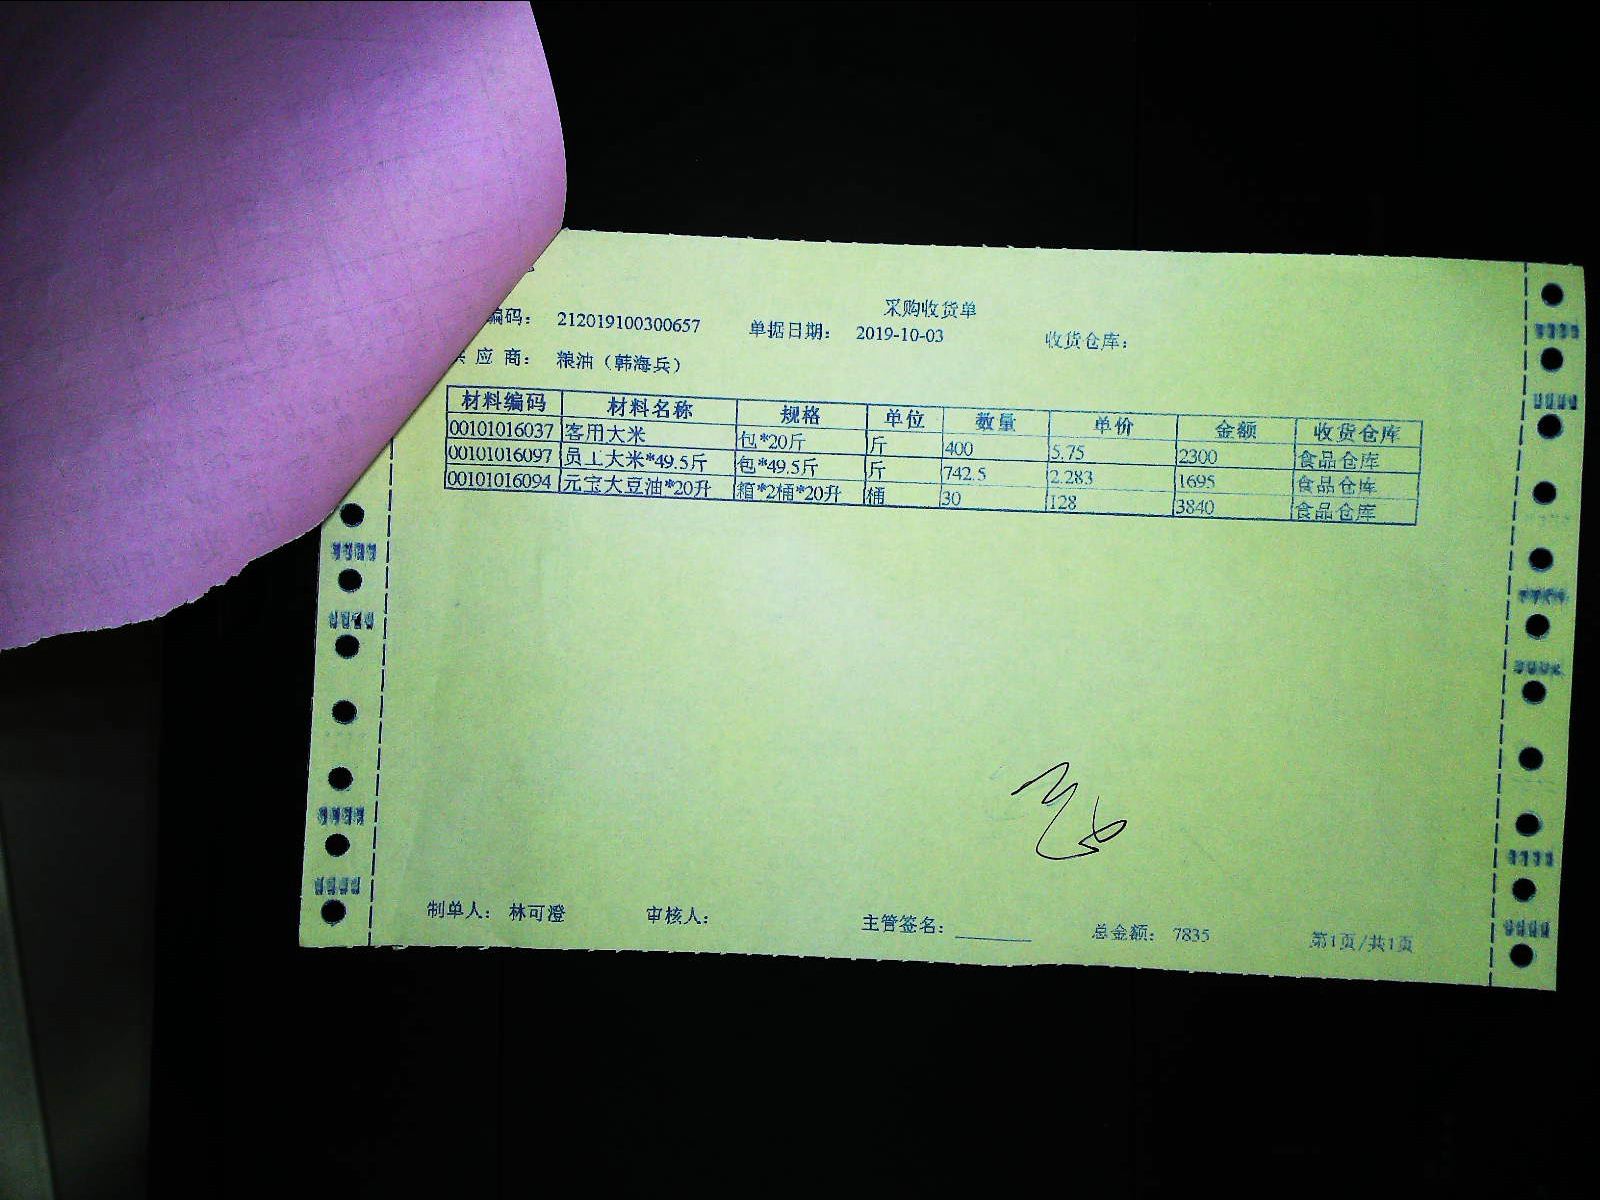 采购收货单
编码： 212019100300657 单据日期： 2019-10-03 收货仓库：
应 商： 粮油（韩海兵）
材料编码 材料名称 规格 单位 数量 单价 金额 收货仓库
00101016037 客用大米 包*20斤 斤 400 5.75 2300 食品仓库
00101016097 员工大米*49.5斤 包*49.5斤 斤 742.5 2.283 1695 食品仓库
00101016094 元宝大豆油*20升 箱*2桶*20升 桶 30 128 3840 食品仓库
制单人： 林可澄 审核人： 主管签名： 总金额： 7835 第1页/共1页